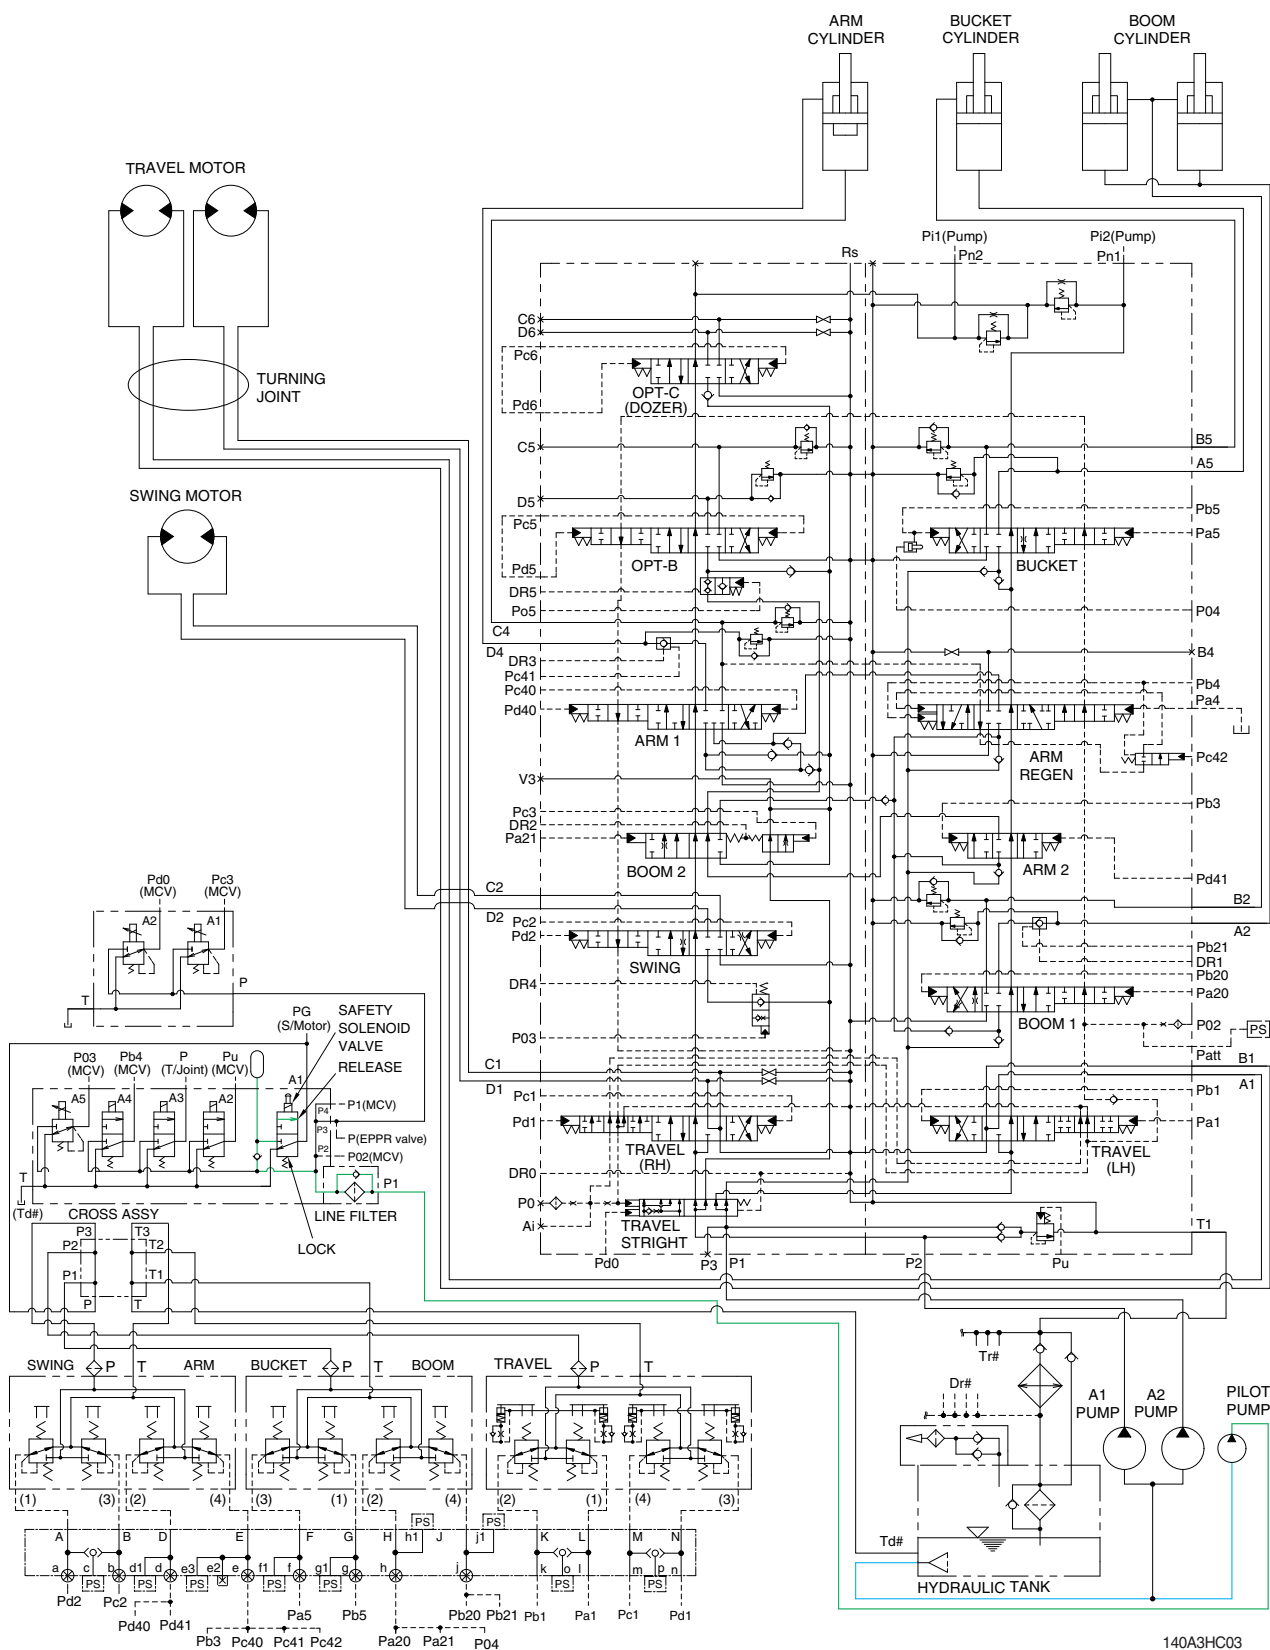 ARM
CYLINDER
BUCKET
CYLINDER
BOOM
CYLINDER
TRAVEL MOTOR
TURNING
JOINT
SWING MOTOR
Pi1(Pump)
Pi2(Pump)
Rs
Pn2
Pn1
C6
D6
Pc6
Pd6
OPT-C
(DOZER)
C5
B5
A5
D5
Pc5
Pd5
OPT-B
Pb5
Pa5
BUCKET
DR5
Po5
P04
C4
D4
DR3
Pc41
Pc40
Pd40
ARM 1
B4
Pb4
Pa4
ARM
REGEN
Pc42
V3
Pc3
DR2
Pa21
BOOM 2
Pb3
ARM 2
Pd41
C2
D2
B2
A2
Pc2
Pd2
SWING
Pb21
DR1
Pb20
Pa20
BOOM 1
DR4
P03
P02
PS
Patt
C1
D1
B1
A1
Pc1
Pd1
TRAVEL
(RH)
Pb1
Pa1
TRAVEL
(LH)
DR0
P0
Ai
TRAVEL
STRIGHT
T1
Pd0
P3
P1
P2
Pu
Pd0
(MCV)
Pc3
(MCV)
A2
A1
T
P
PG
(S/Motor)
SAFETY
SOLENOID
VALVE
RELEASE
P03
(MCV)
Pb4
(MCV)
P
(T/Joint)
Pu
(MCV)
A5
A4
A3
A2
A1
P4
P1(MCV)
P3
P(EPPR valve)
P2
P02(MCV)
P1
T
(Td#)
LINE FILTER
LOCK
CROSS ASSY
P3
T3
P2
T2
P1
T1
P
T
SWING
P
T
ARM
BUCKET
P
T
BOOM
TRAVEL
P
T
(1)
(3)
(2)
(4)
(3)
(1)
(2)
(4)
(2)
(1)
(4)
(3)
A
B
D
E
F
G
H
h1
PS
J
j1
PS
K
L
M
N
a
c
b
d1
d
e3
e2
e
f1
f
g1
g
h
j
k
o
l
m
p
n
PS
PS
PS
PS
PS
PS
PS
Pd2
Pc2
Pd40
Pd41
Pb3
Pc40
Pc41
Pc42
Pa5
Pb5
Pa20
Pa21
P04
Pb20
Pb21
Pb1
Pa1
Pc1
Pd1
Tr#
Dr#
A1
PUMP
A2
PUMP
PILOT
PUMP
Td#
HYDRAULIC TANK
140A3HC03